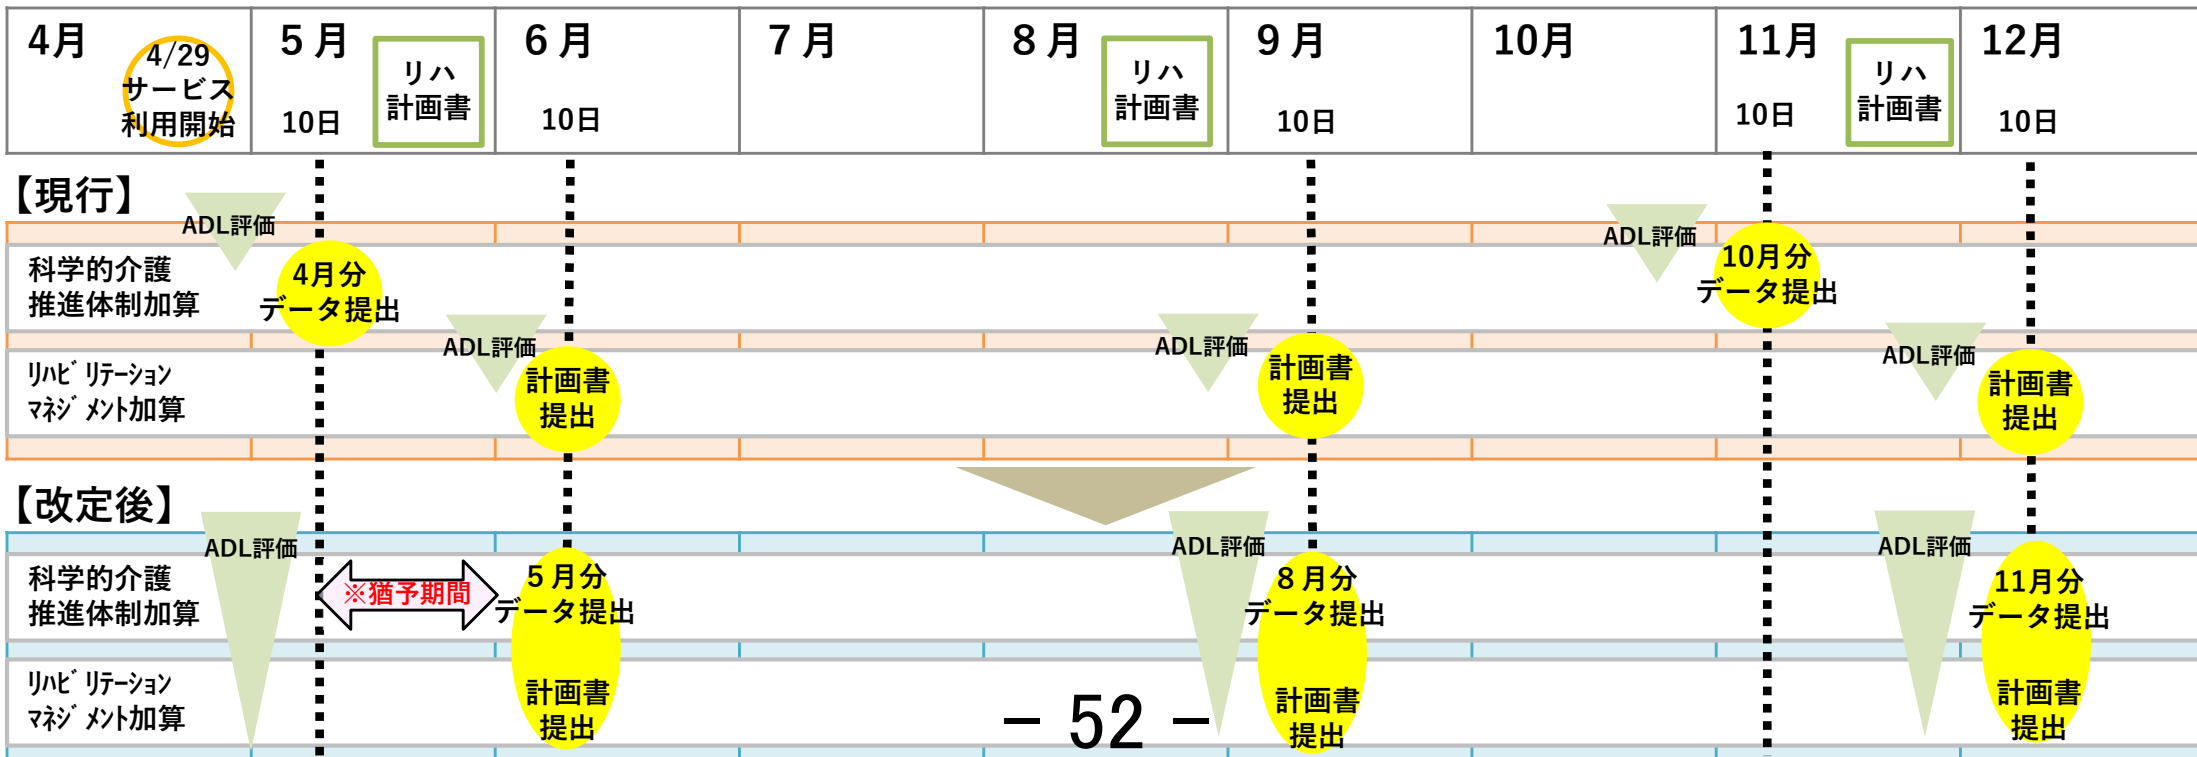 4月
4/29
サービス
利用開始
5月
10日
リハ
計画書
6月
10日
7月
8月
リハ
計画書
9月
10日
10月
11月
10日
リハ
計画書
12月
10日
【現行】
ADL評価
ADL評価
科学的介護
推進体制加算
4月分
データ提出
10月分
データ提出
ADL評価
ADL評価
ADL評価
ﾘﾊﾋﾞﾘﾃｰｼｮﾝ
ﾏﾈｼﾞﾒﾝﾄ加算
計画書
提出
計画書
提出
計画書
提出
【改定後】
ADL評価
ADL評価
ADL評価
科学的介護
推進体制加算
※猶予期間
5月分
データ提出
8月分
データ提出
11月分
データ提出
ﾘﾊﾋﾞﾘﾃｰｼｮﾝ
ﾏﾈｼﾞﾒﾝﾄ加算
計画書
提出
計画書
提出
計画書
提出
－ 52 －